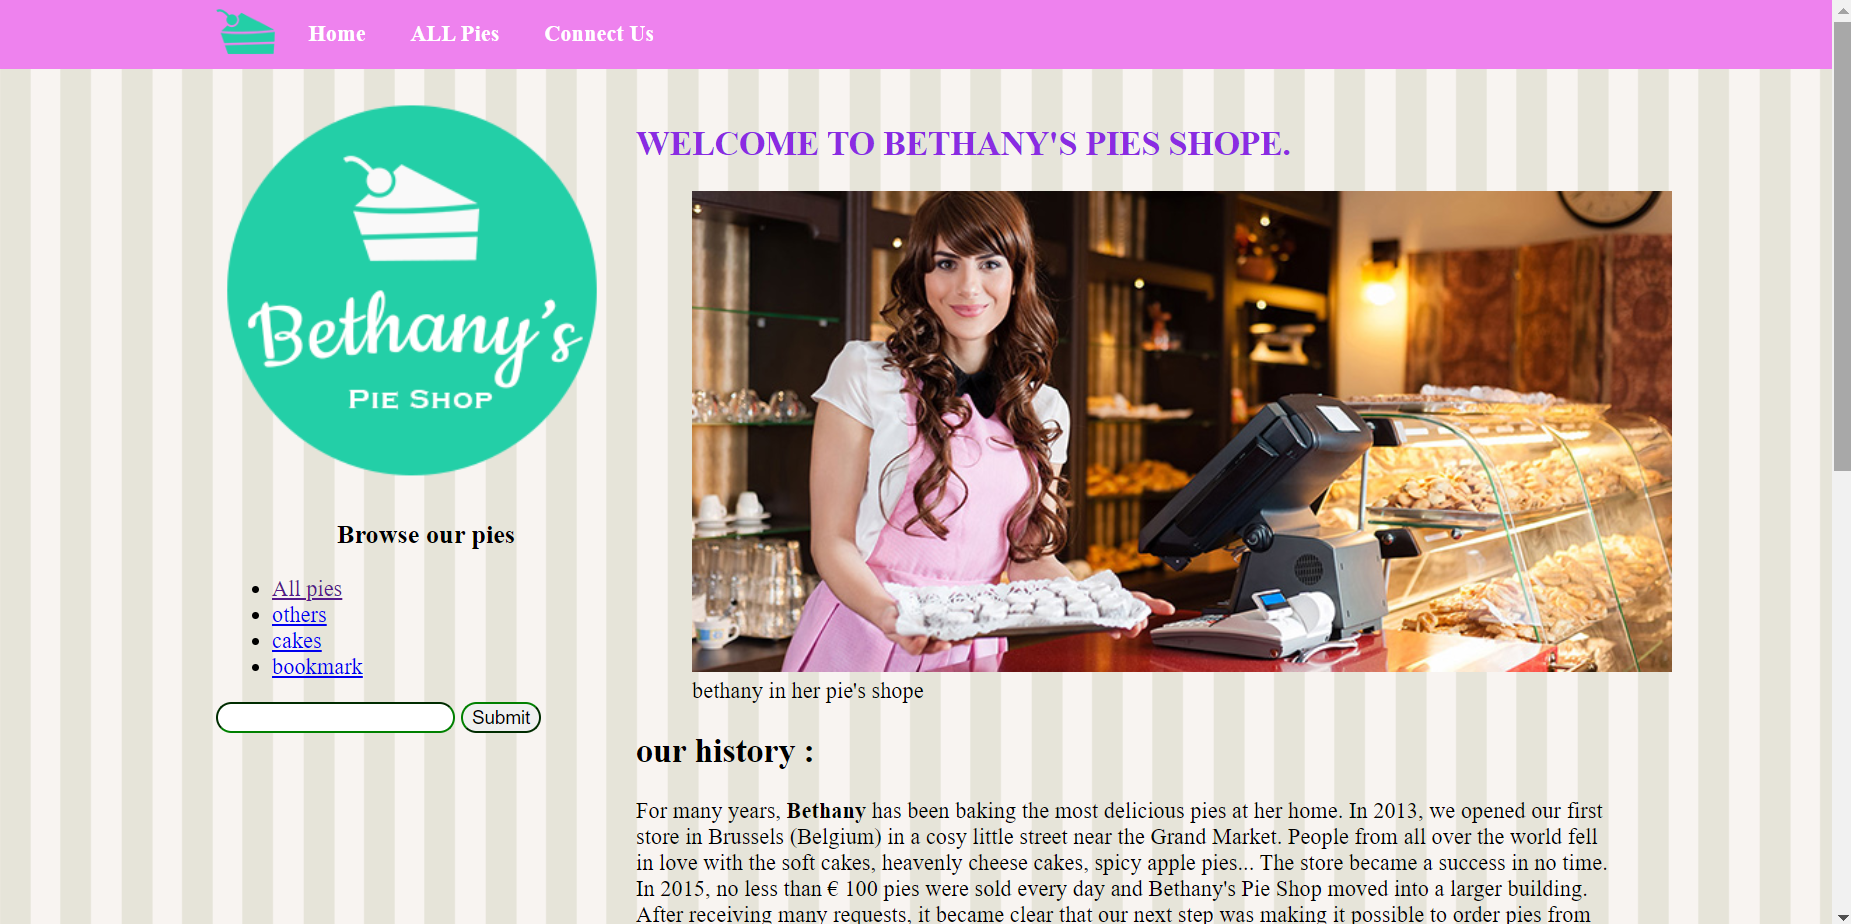 Home ALL Pies Connect Us
Bethany's
PIE SHOP
Browse our pies
All pies
others
cakes
bookmark
Submit
WELCOME TO BETHANY'S PIES SHOPE.
bethany in her pie's shope
our history :
For many years, Bethany has been baking the most delicious pies at her home. In 2013, we opened our first
store in Brussels (Belgium) in a cosy little street near the Grand Market. People from all over the world fell
in love with the soft cakes, heavenly cheese cakes, spicy apple pies... The store became a success in no time.
In 2015, no less than € 100 pies were sold every day and Bethany's Pie Shop moved into a larger building.
After receiving many requests, it became clear that our next step was making it possible to order pies from